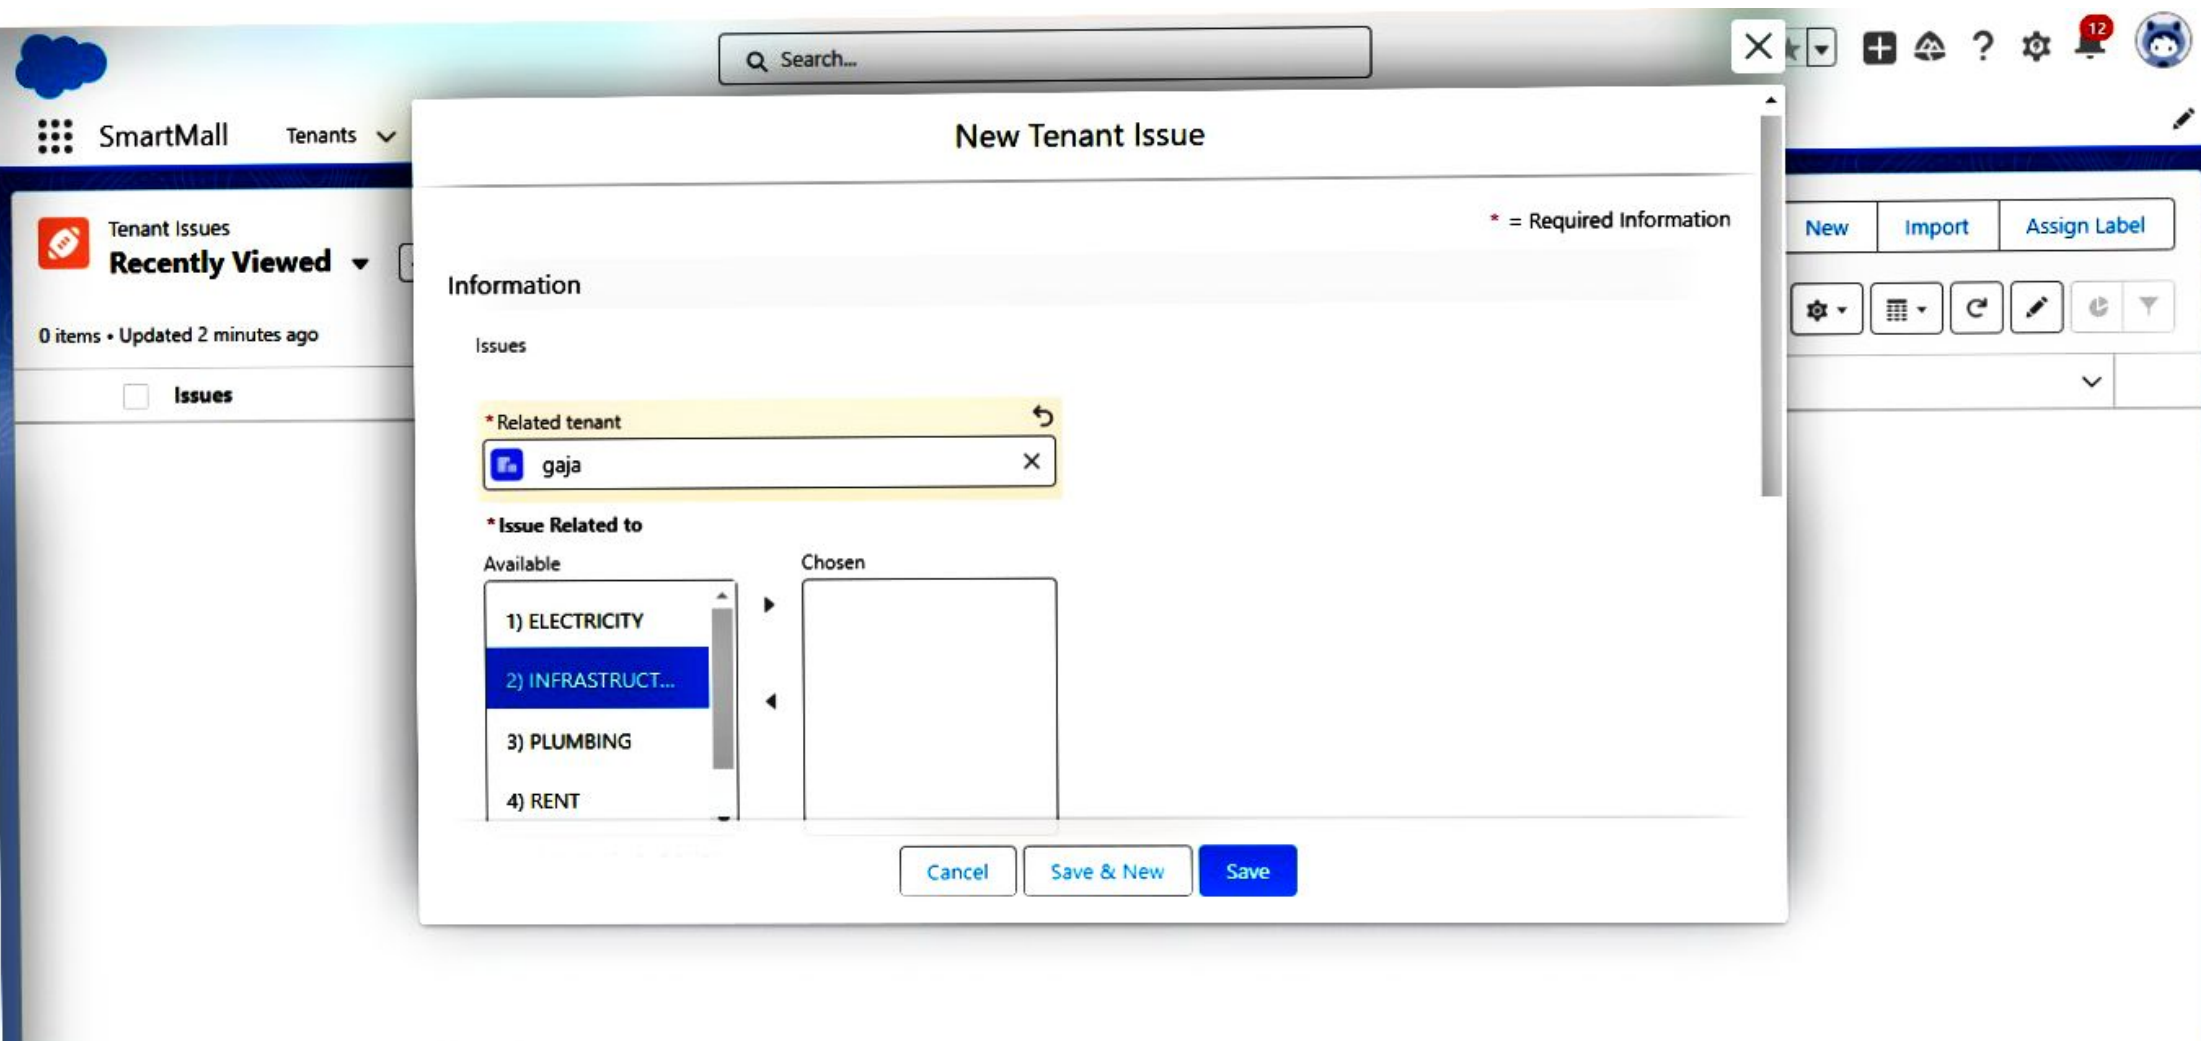 Search...
12
SmartMall
Tenants
New Tenant Issue
* = Required Information
Tenant Issues
Recently Viewed
New
Import
Assign Label
0 items • Updated 2 minutes ago
Issues
Information
Issues
*Related tenant
gaja
*Issue Related to
Available
Chosen
1) ELECTRICITY
2) INFRASTRUCT...
3) PLUMBING
4) RENT
Cancel
Save & New
Save